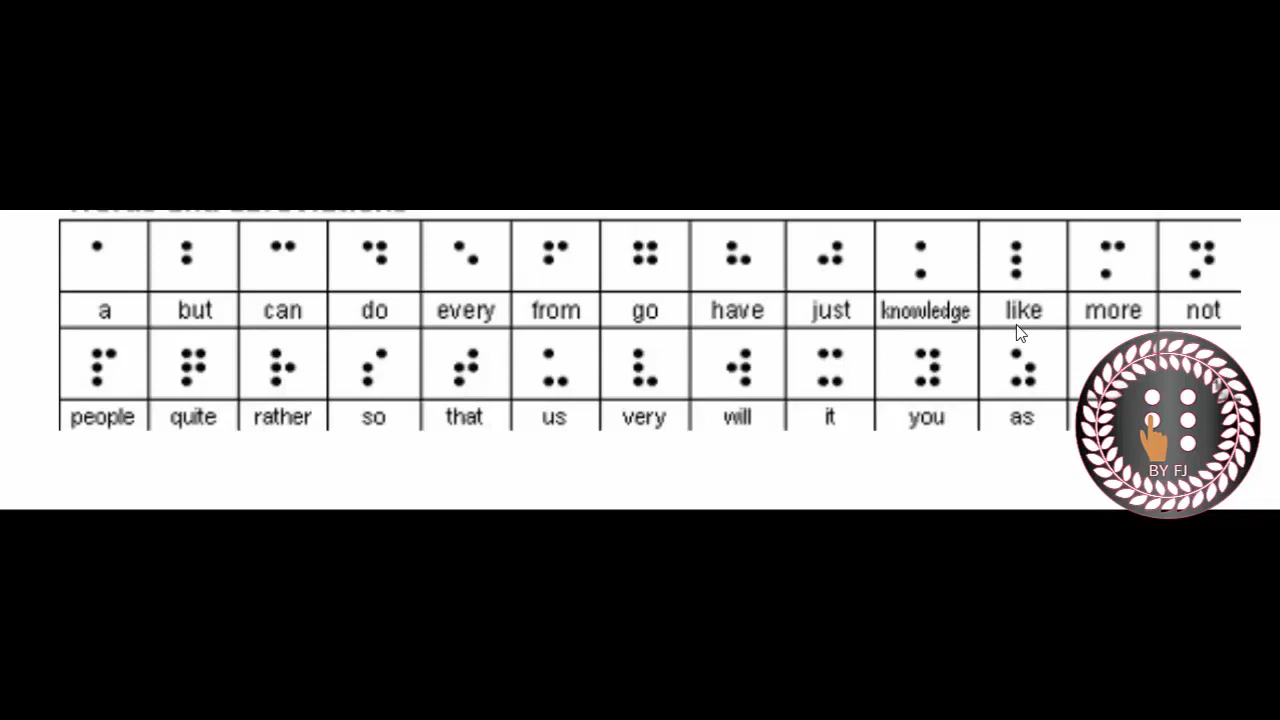 a but can do every from go have just knowledge like more not
people quite rather so that us very will it you as
BY FJ